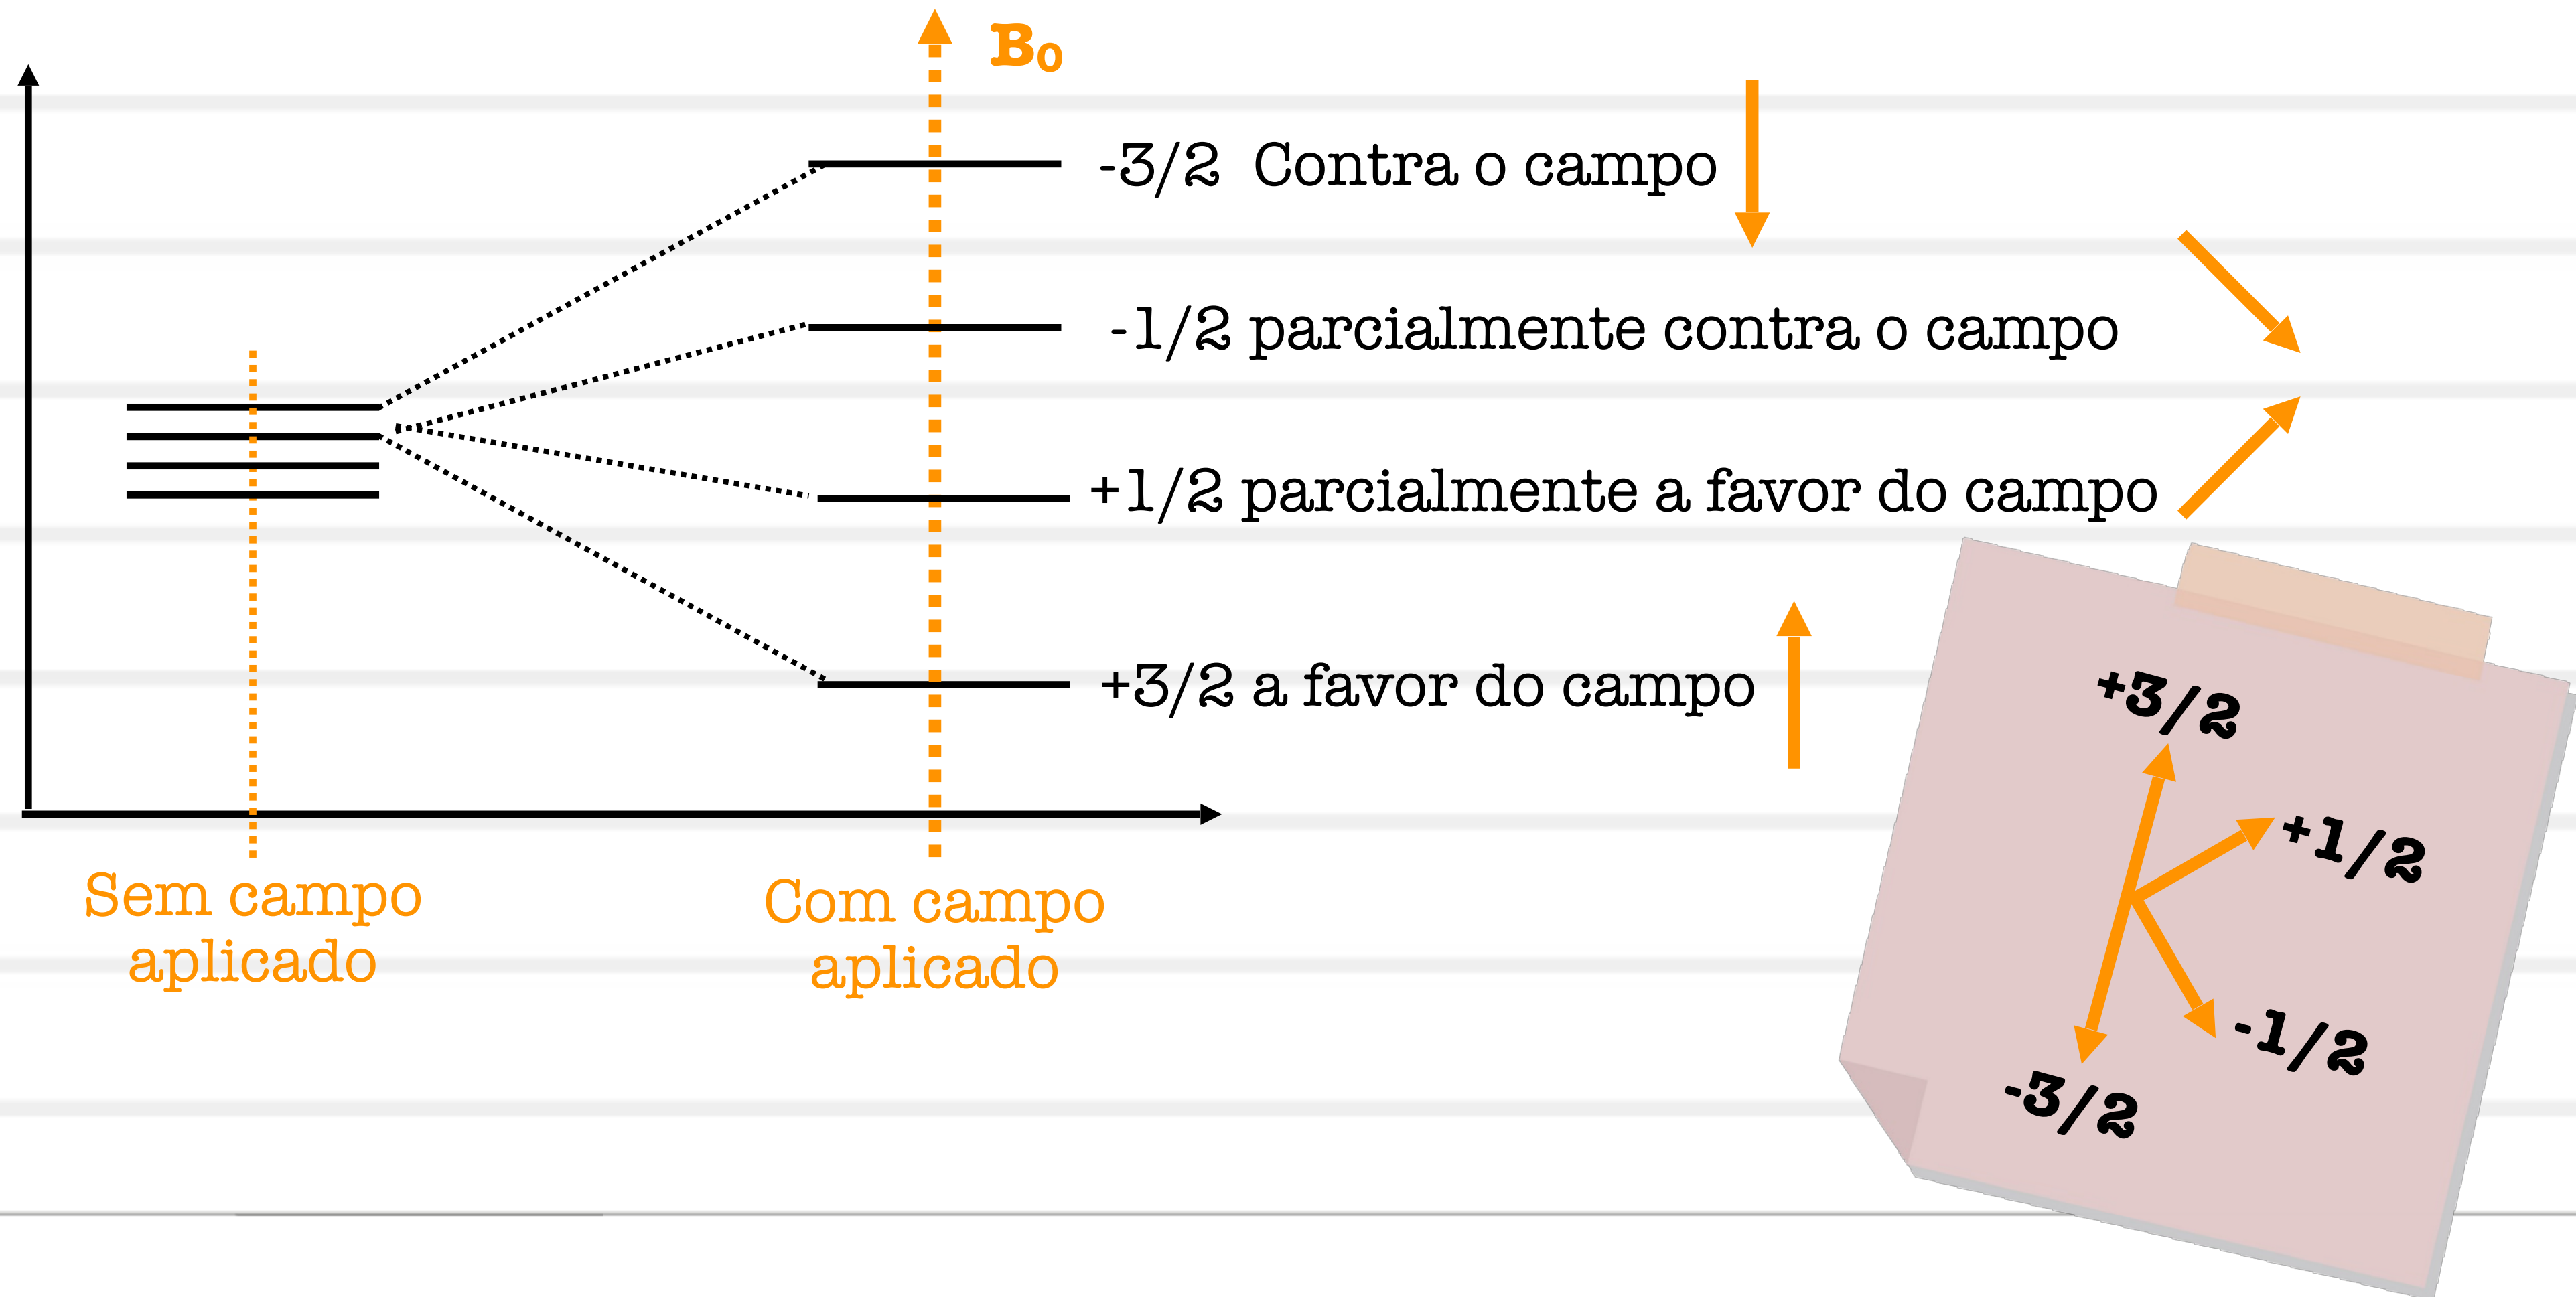 B₀
-3/2 Contra o campo
-1/2 parcialmente contra o campo
+1/2 parcialmente a favor do campo
+3/2 a favor do campo
Sem campo
aplicado
Com campo
aplicado
+3/2
+1/2
-1/2
-3/2